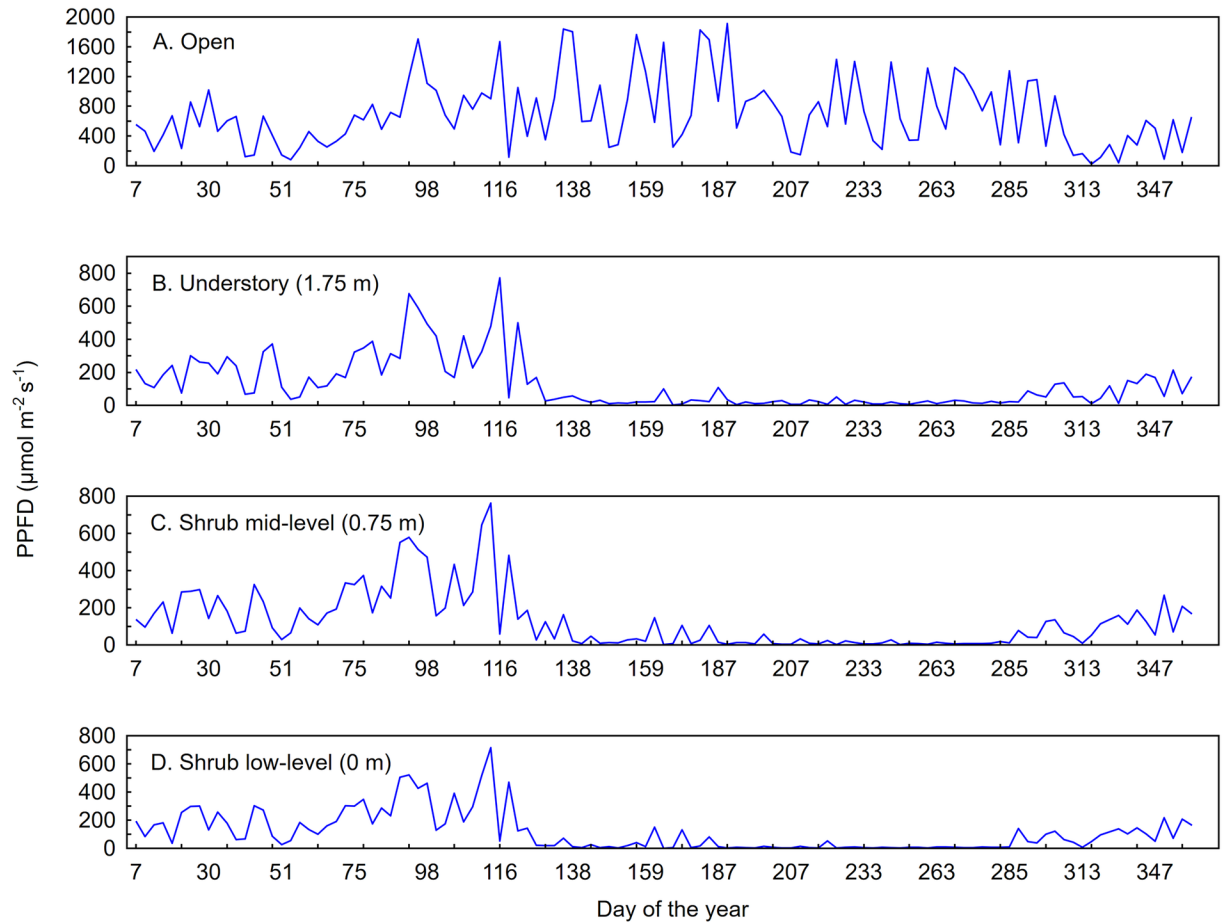 2000
1600
1200
800
400
0
A. Open
7 30 51 75 98 116 138 159 187 207 233 263 285 313 347
800
600
400
200
0
B. Understory (1.75 m)
7 30 51 75 98 116 138 159 187 207 233 263 285 313 347
PPFD (μmol m⁻² s⁻¹)
800
600
400
200
0
C. Shrub mid-level (0.75 m)
7 30 51 75 98 116 138 159 187 207 233 263 285 313 347
800
600
400
200
0
D. Shrub low-level (0 m)
7 30 51 75 98 116 138 159 187 207 233 263 285 313 347
Day of the year